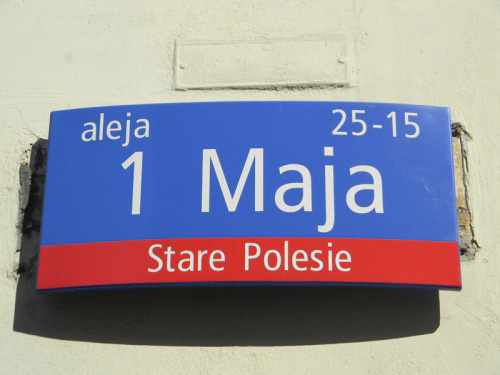 aleja 25-15
1 Maja
Stare Polesie